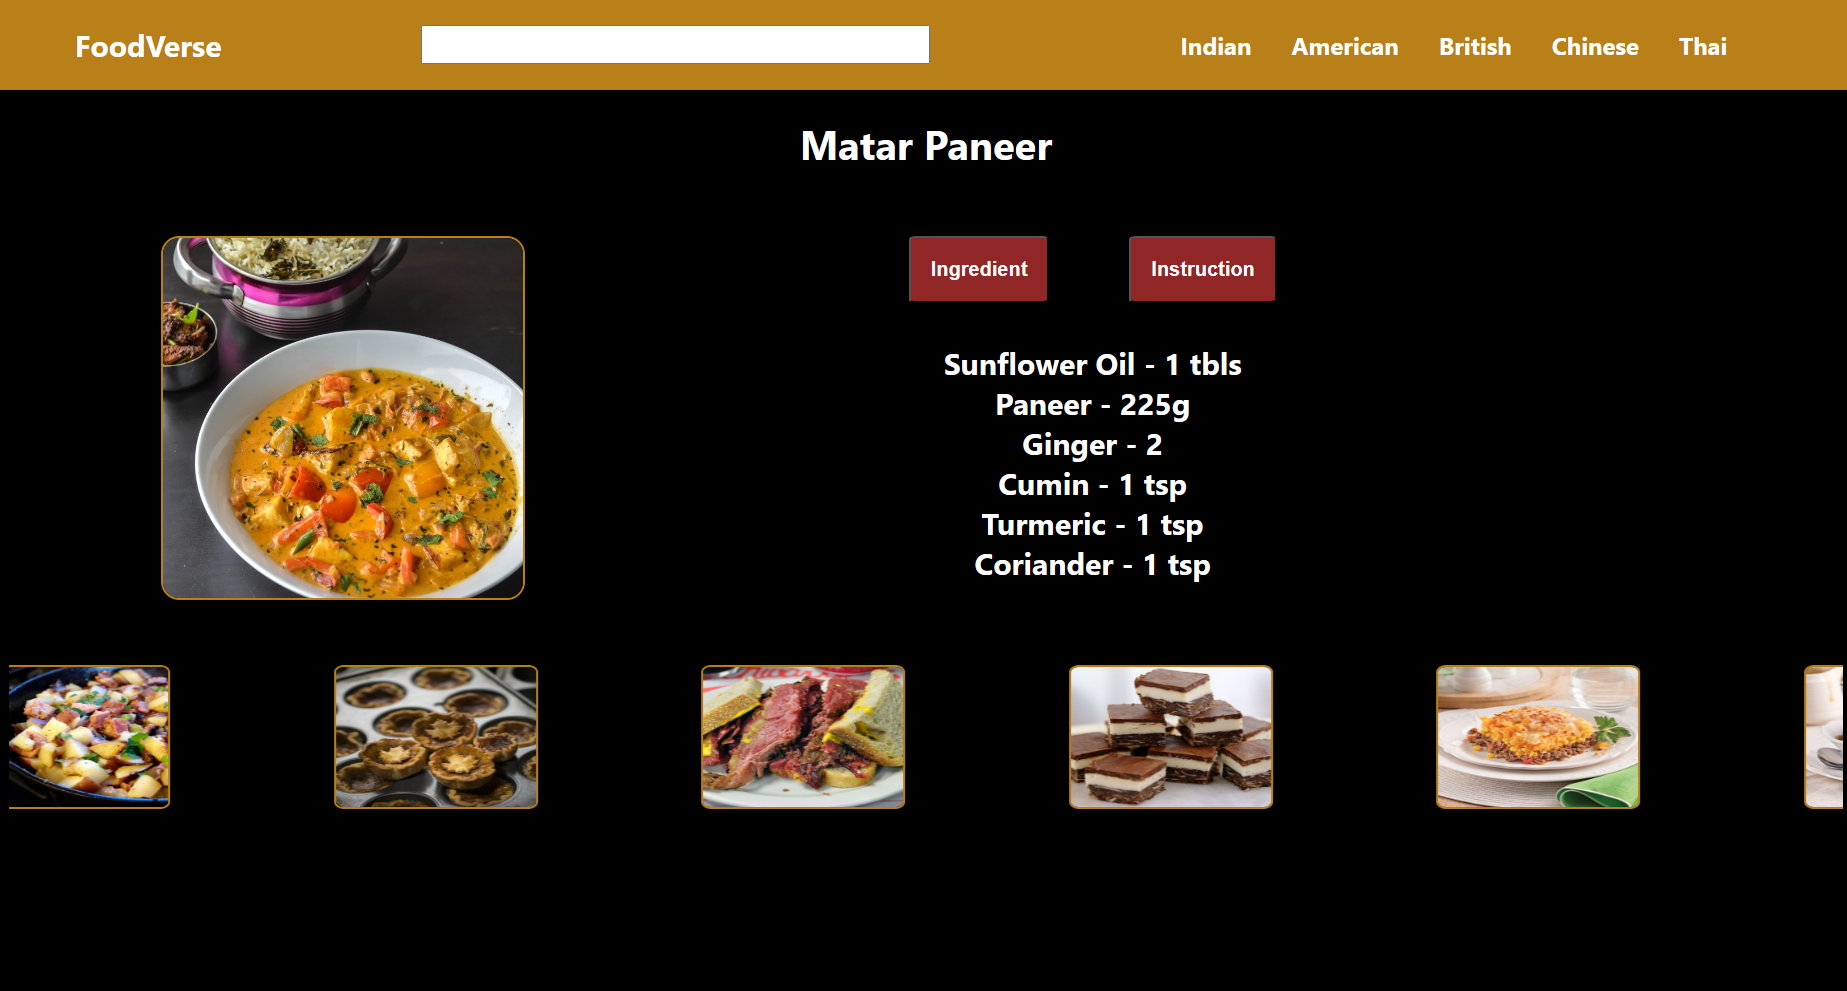 FoodVerse
Indian American British Chinese Thai
Matar Paneer
Ingredient Instruction
Sunflower Oil - 1 tbls
Paneer - 225g
Ginger - 2
Cumin - 1 tsp
Turmeric - 1 tsp
Coriander - 1 tsp